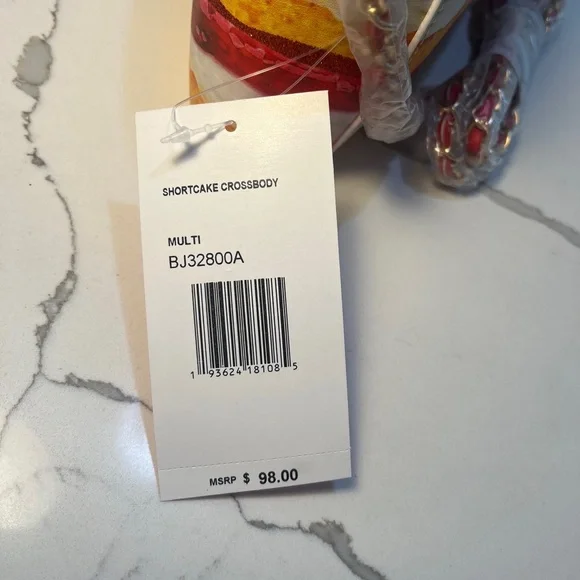 SHORTCAKE CROSSBODY
MULTI
BJ32800A
1 93624 18108 5
MSRP $ 98.00